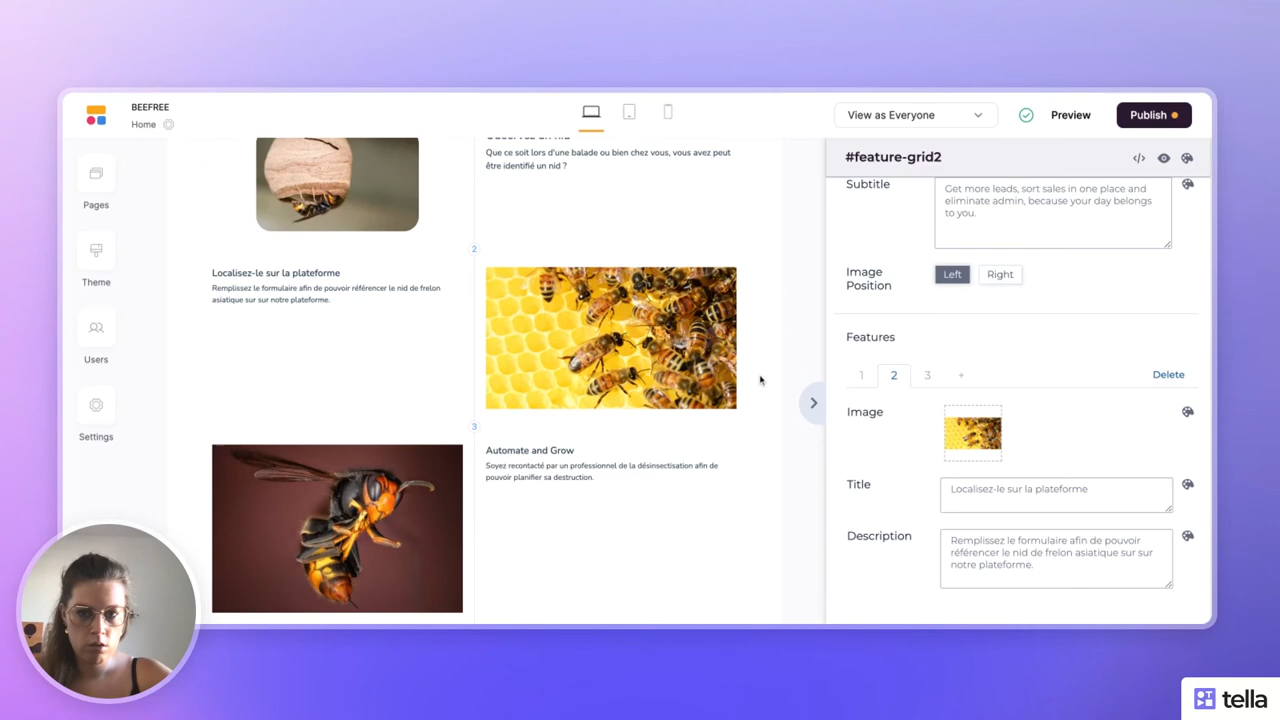 BEEFREE
Home
View as Everyone
Preview
Publish
Pages
Theme
Users
Settings
Observez un nid
Que ce soit lors d'une balade ou bien chez vous, vous avez peut
être identifié un nid ?
2
Localisez-le sur la plateforme
Remplissez le formulaire afin de pouvoir référencer le nid de frelon
asiatique sur sur notre plateforme.
3
Automate and Grow
Soyez recontacté par un professionnel de la désinsectisation afin de
pouvoir planifier sa destruction.
#feature-grid2
Subtitle
Get more leads, sort sales in one place and
eliminate admin, because your day belongs
to you.
Image
Position
Left
Right
Features
1 2 3 +
Delete
Image
Title
Localisez-le sur la plateforme
Description
Remplissez le formulaire afin de pouvoir
référencer le nid de frelon asiatique sur sur
notre plateforme.
tella